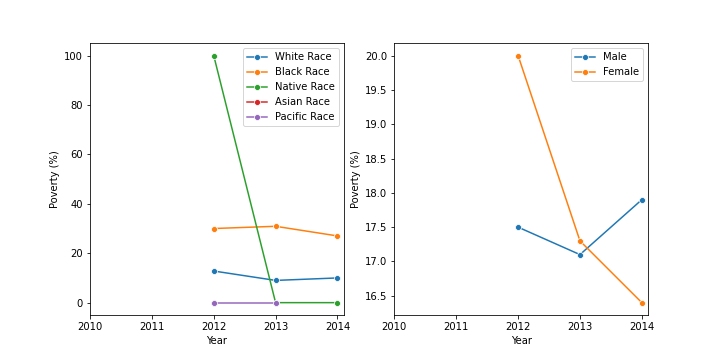 100
80
60
40
20
0
Poverty (%)
2010 2011 2012 2013 2014
Year
White Race
Black Race
Native Race
Asian Race
Pacific Race
20.0
19.5
19.0
18.5
18.0
17.5
17.0
16.5
Poverty (%)
2010 2011 2012 2013 2014
Year
Male
Female